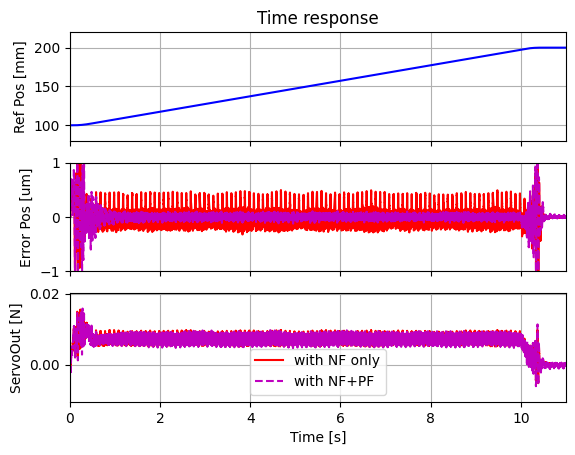 Time response
Ref Pos [mm]
200
150
100
Error Pos [um]
1
0
−1
ServoOut [N]
0.02
0.00
with NF only
with NF+PF
0 2 4 6 8 10
Time [s]